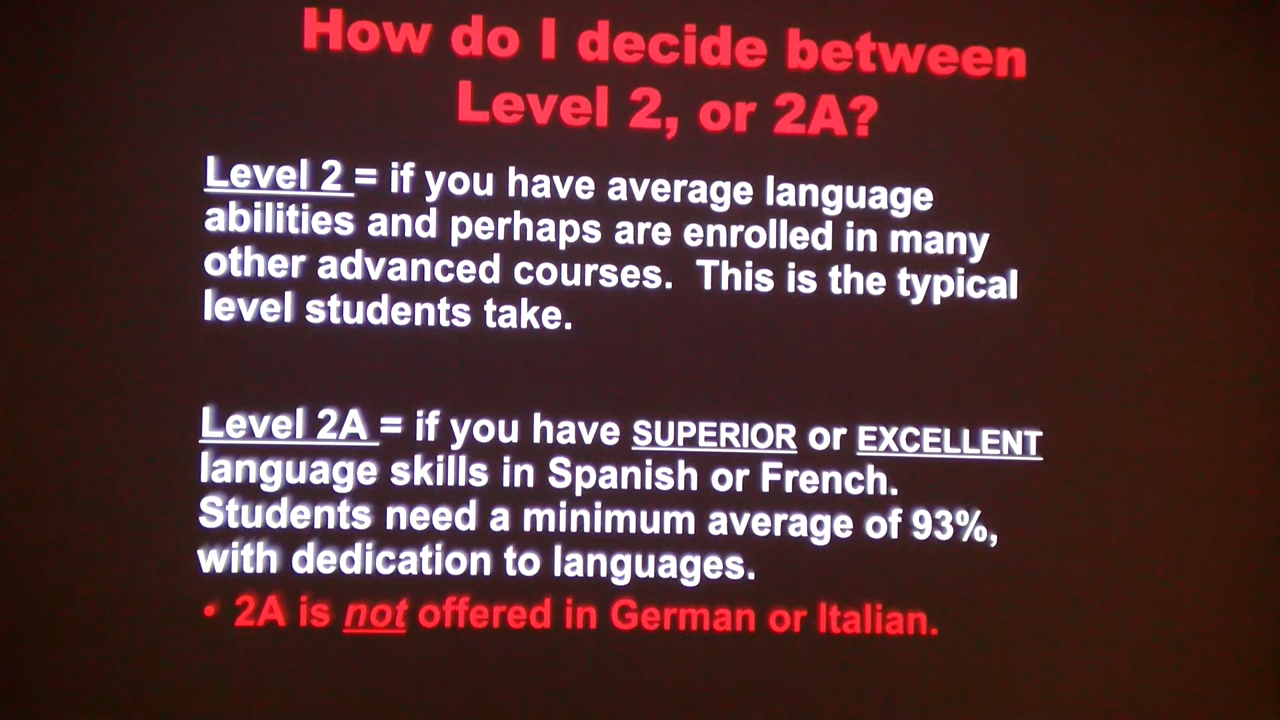 How do I decide between
Level 2, or 2A?
Level 2 = if you have average language
abilities and perhaps are enrolled in many
other advanced courses.  This is the typical
level students take.
Level 2A = if you have SUPERIOR or EXCELLENT
language skills in Spanish or French.
Students need a minimum average of 93%,
with dedication to languages.
• 2A is not offered in German or Italian.